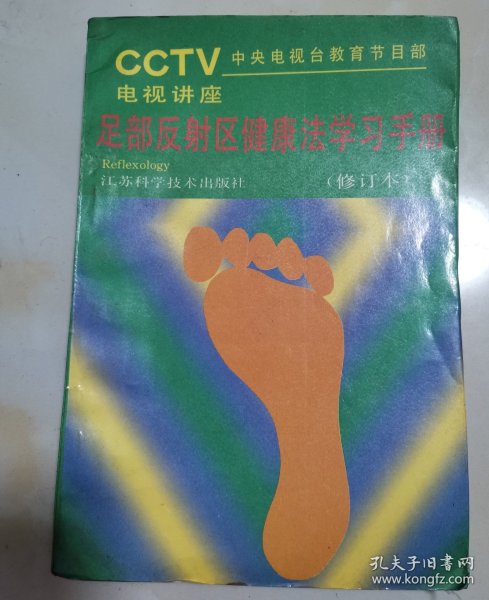 CCTV 中央电视台教育节目部
电视讲座
足部反射区健康法学习手册
Reflexology
江苏科学技术出版社 (修订本)
孔夫子旧书网
www.kongfz.com